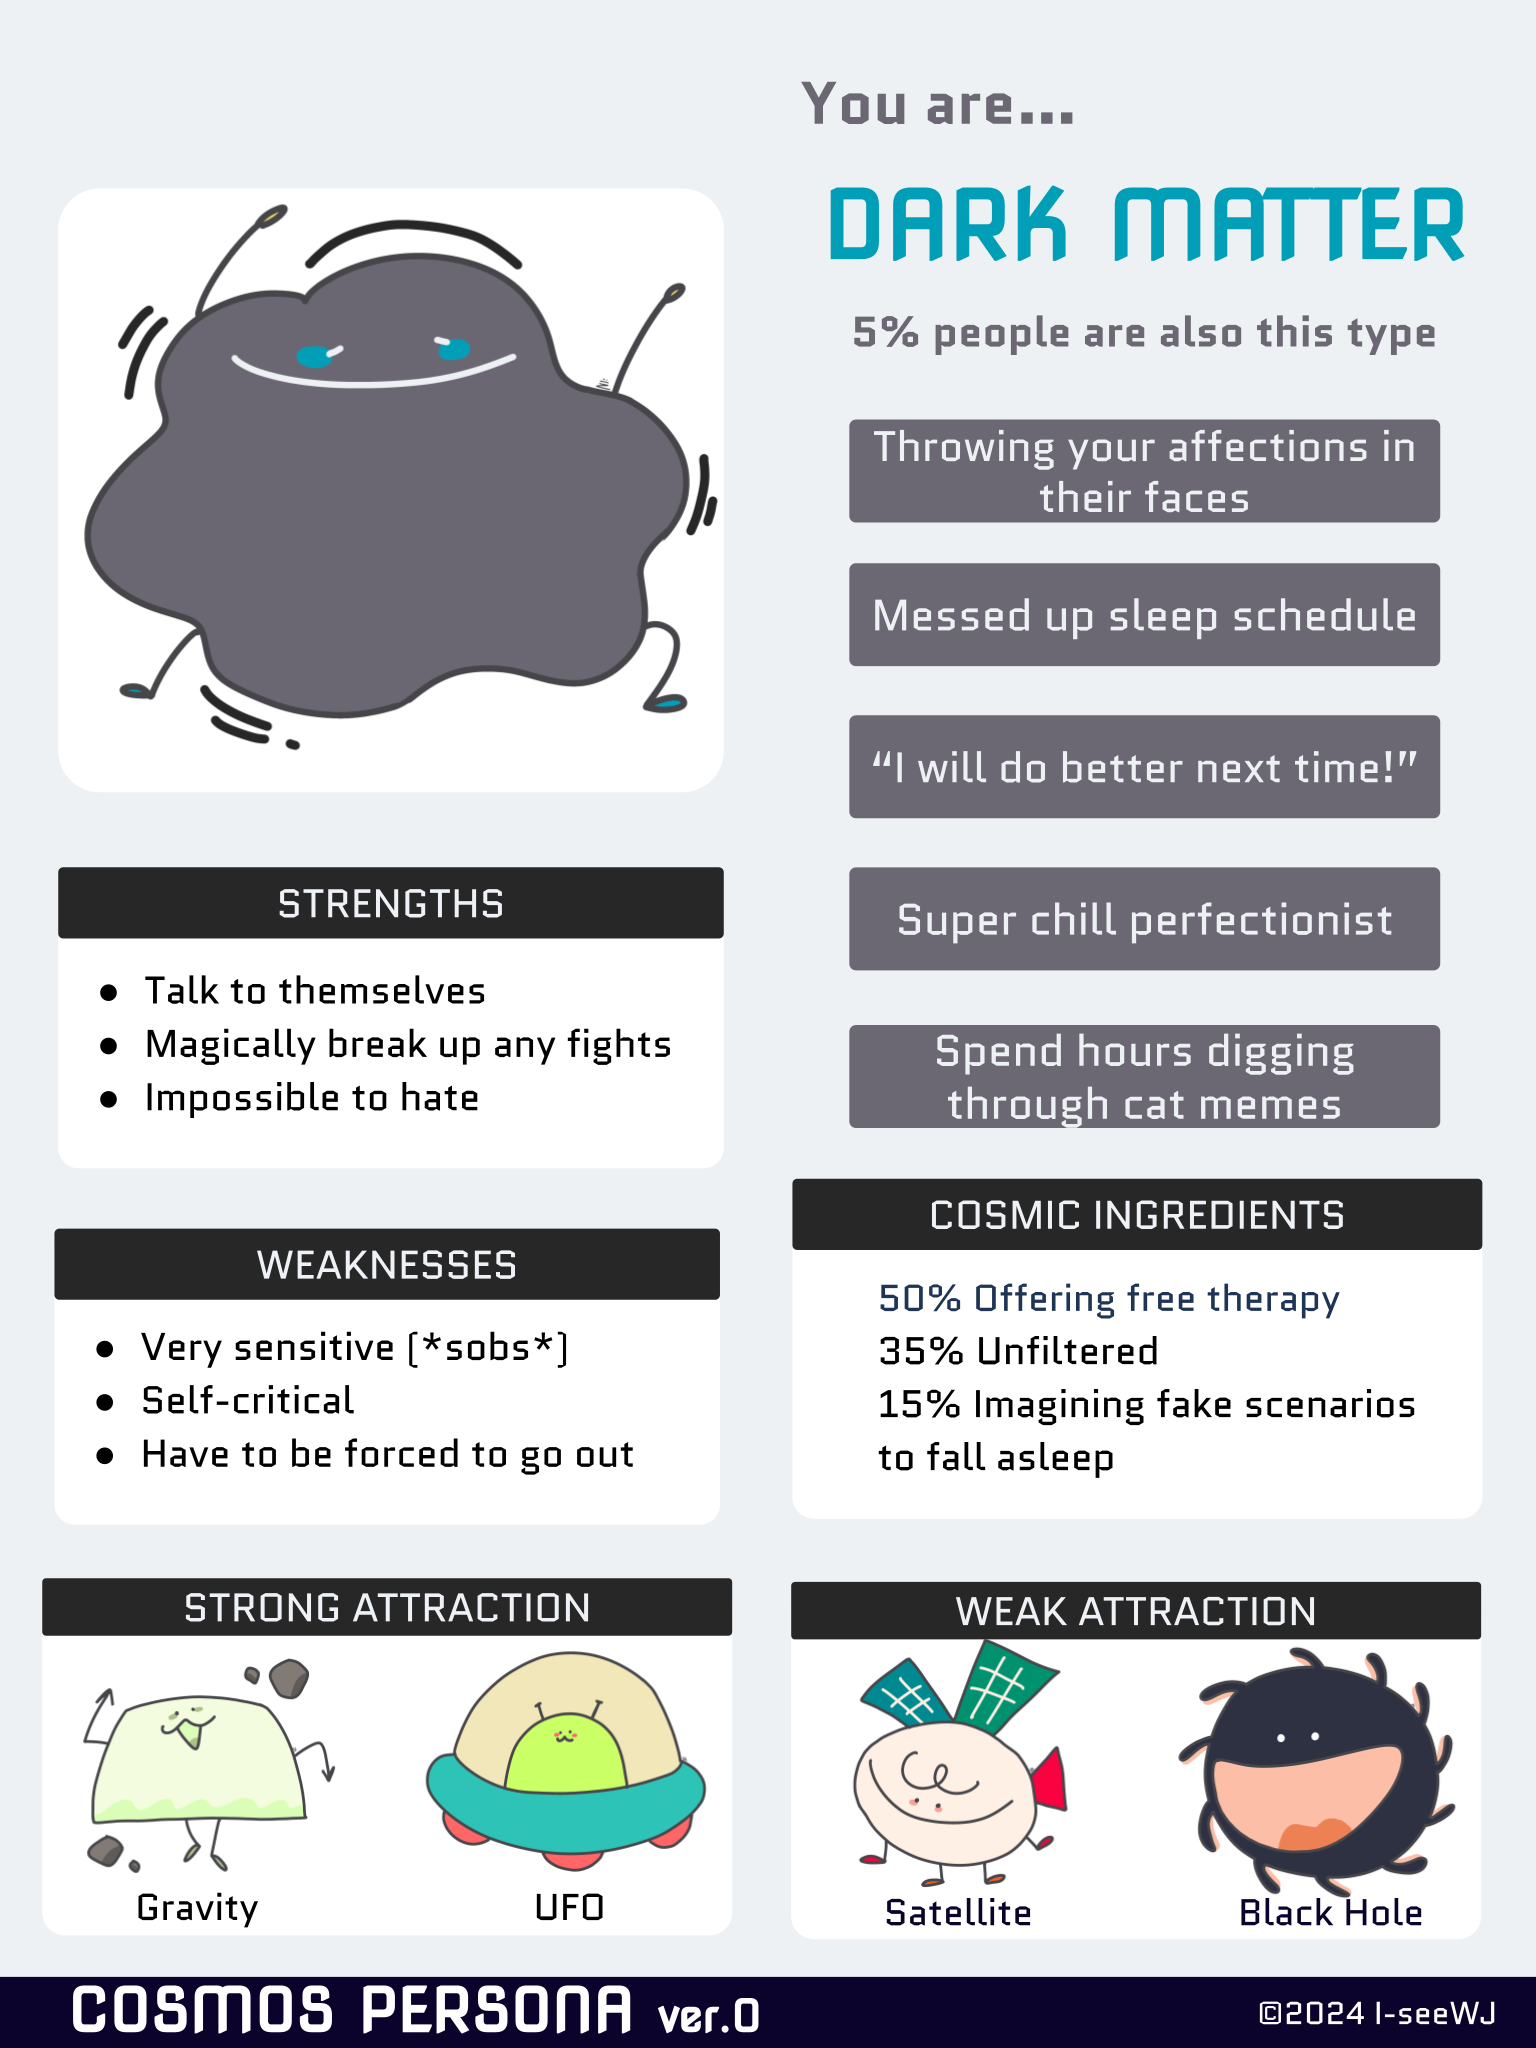 You are...
DARK MATTER
5% people are also this type
Throwing your affections in
their faces
Messed up sleep schedule
“I will do better next time!”
Super chill perfectionist
Spend hours digging
through cat memes
STRENGTHS
● Talk to themselves
● Magically break up any fights
● Impossible to hate
WEAKNESSES
● Very sensitive (*sobs*)
● Self-critical
● Have to be forced to go out
COSMIC INGREDIENTS
50% Offering free therapy
35% Unfiltered
15% Imagining fake scenarios
to fall asleep
STRONG ATTRACTION
Gravity
UFO
WEAK ATTRACTION
Satellite
Black Hole
COSMOS PERSONA ver.0
©2024 I-seeWJ